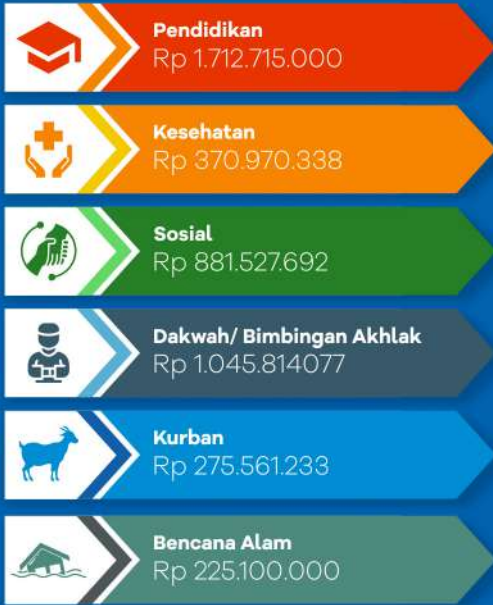 Pendidikan
Rp 1.712.715.000
Kesehatan
Rp 370.970.338
Sosial
Rp 881.527.692
Dakwah/ Bimbingan Akhlak
Rp 1.045.814077
Kurban
Rp 275.561.233
Bencana Alam
Rp 225.100.000